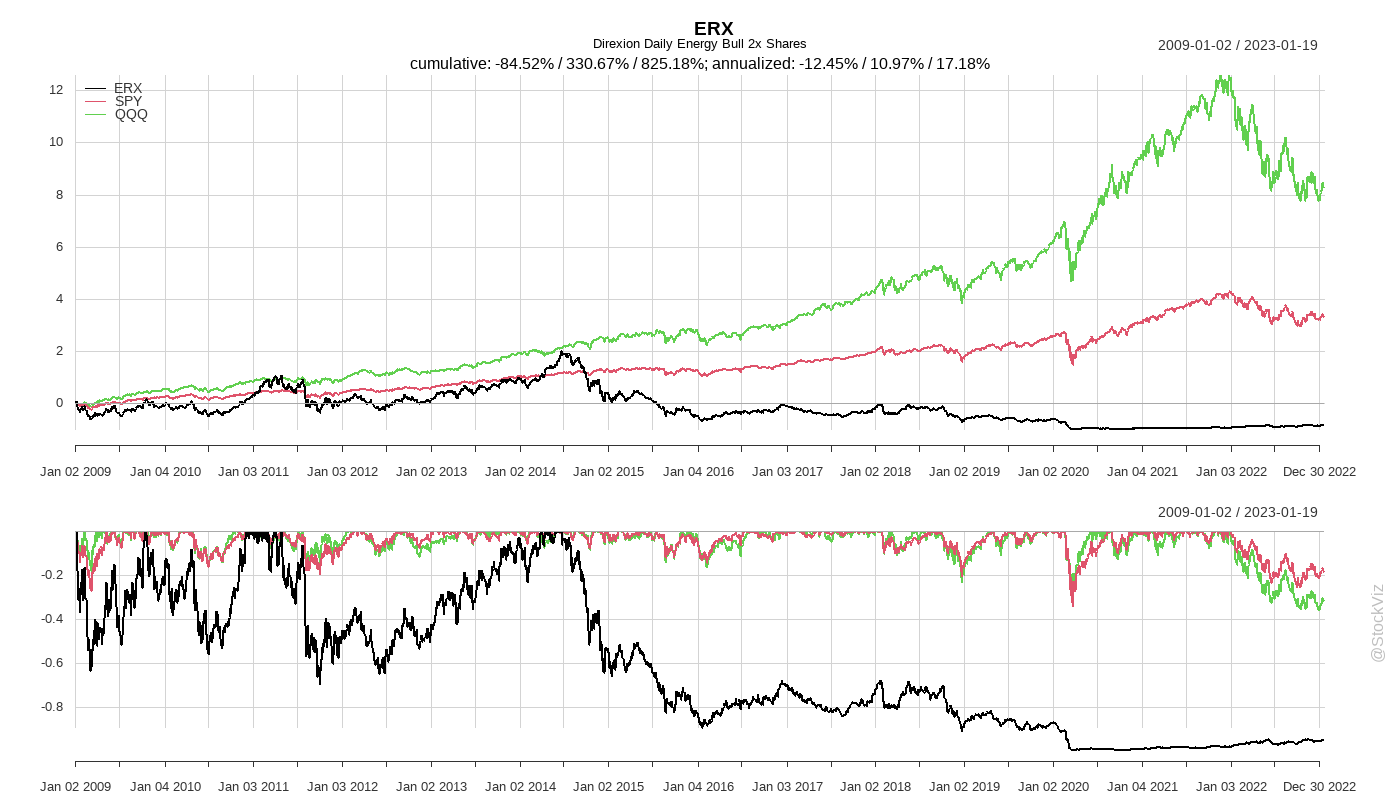 ERX
Direxion Daily Energy Bull 2x Shares
2009-01-02 / 2023-01-19
cumulative: -84.52% / 330.67% / 825.18%; annualized: -12.45% / 10.97% / 17.18%
ERX
SPY
QQQ
12
10
8
6
4
2
0
Jan 02 2009 Jan 04 2010 Jan 03 2011 Jan 03 2012 Jan 02 2013 Jan 02 2014 Jan 02 2015 Jan 04 2016 Jan 03 2017 Jan 02 2018 Jan 02 2019 Jan 02 2020 Jan 04 2021 Jan 03 2022 Dec 30 2022
2009-01-02 / 2023-01-19
-0.2
-0.4
-0.6
-0.8
Jan 02 2009 Jan 04 2010 Jan 03 2011 Jan 03 2012 Jan 02 2013 Jan 02 2014 Jan 02 2015 Jan 04 2016 Jan 03 2017 Jan 02 2018 Jan 02 2019 Jan 02 2020 Jan 04 2021 Jan 03 2022 Dec 30 2022
@StockViz